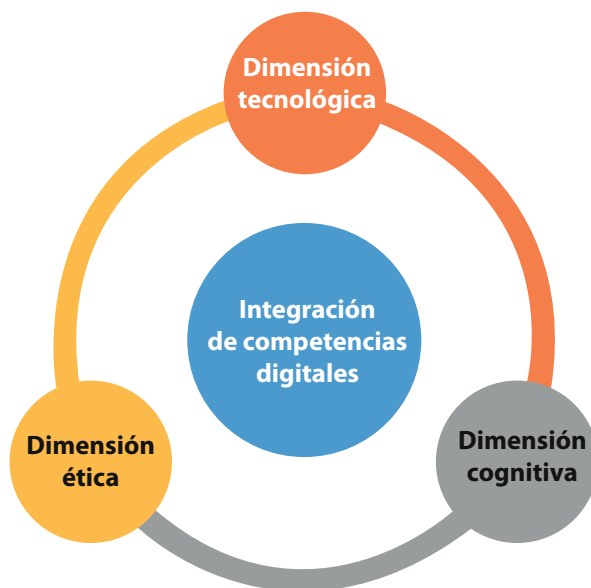 Dimensión
tecnológica
Integración
de competencias
digitales
Dimensión
ética
Dimensión
cognitiva